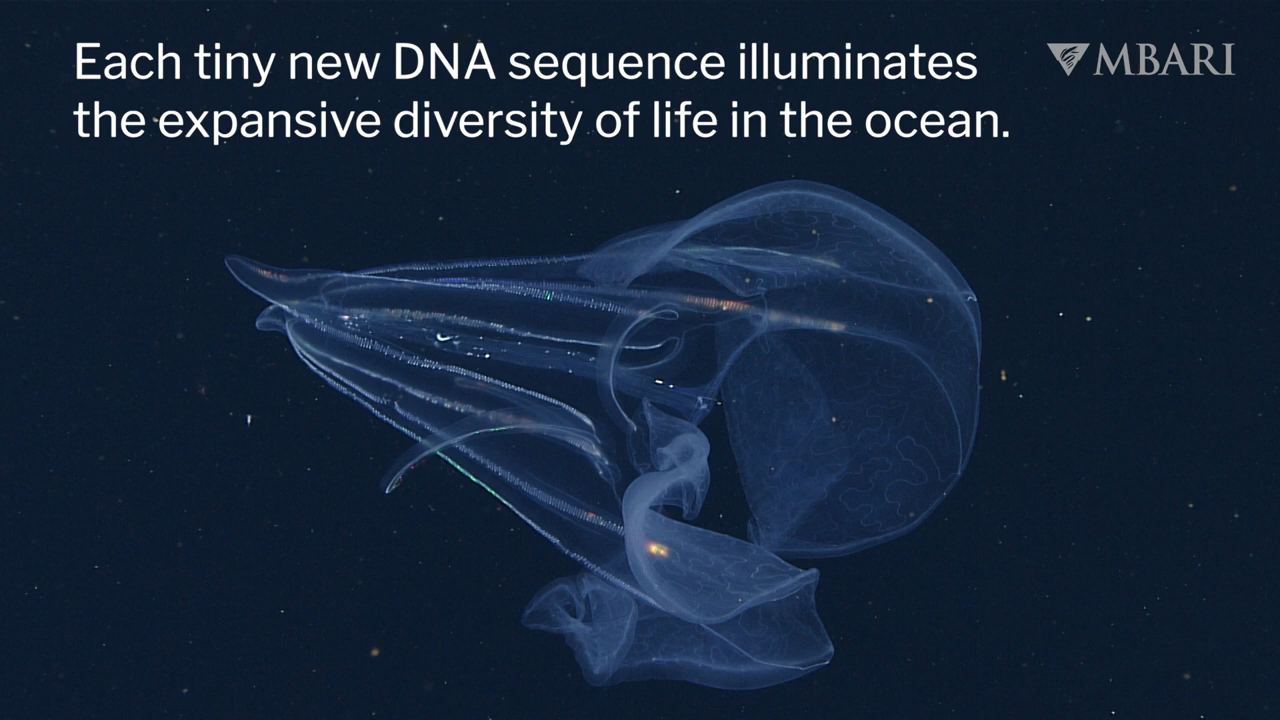 Each tiny new DNA sequence illuminates
the expansive diversity of life in the ocean.
MBARI